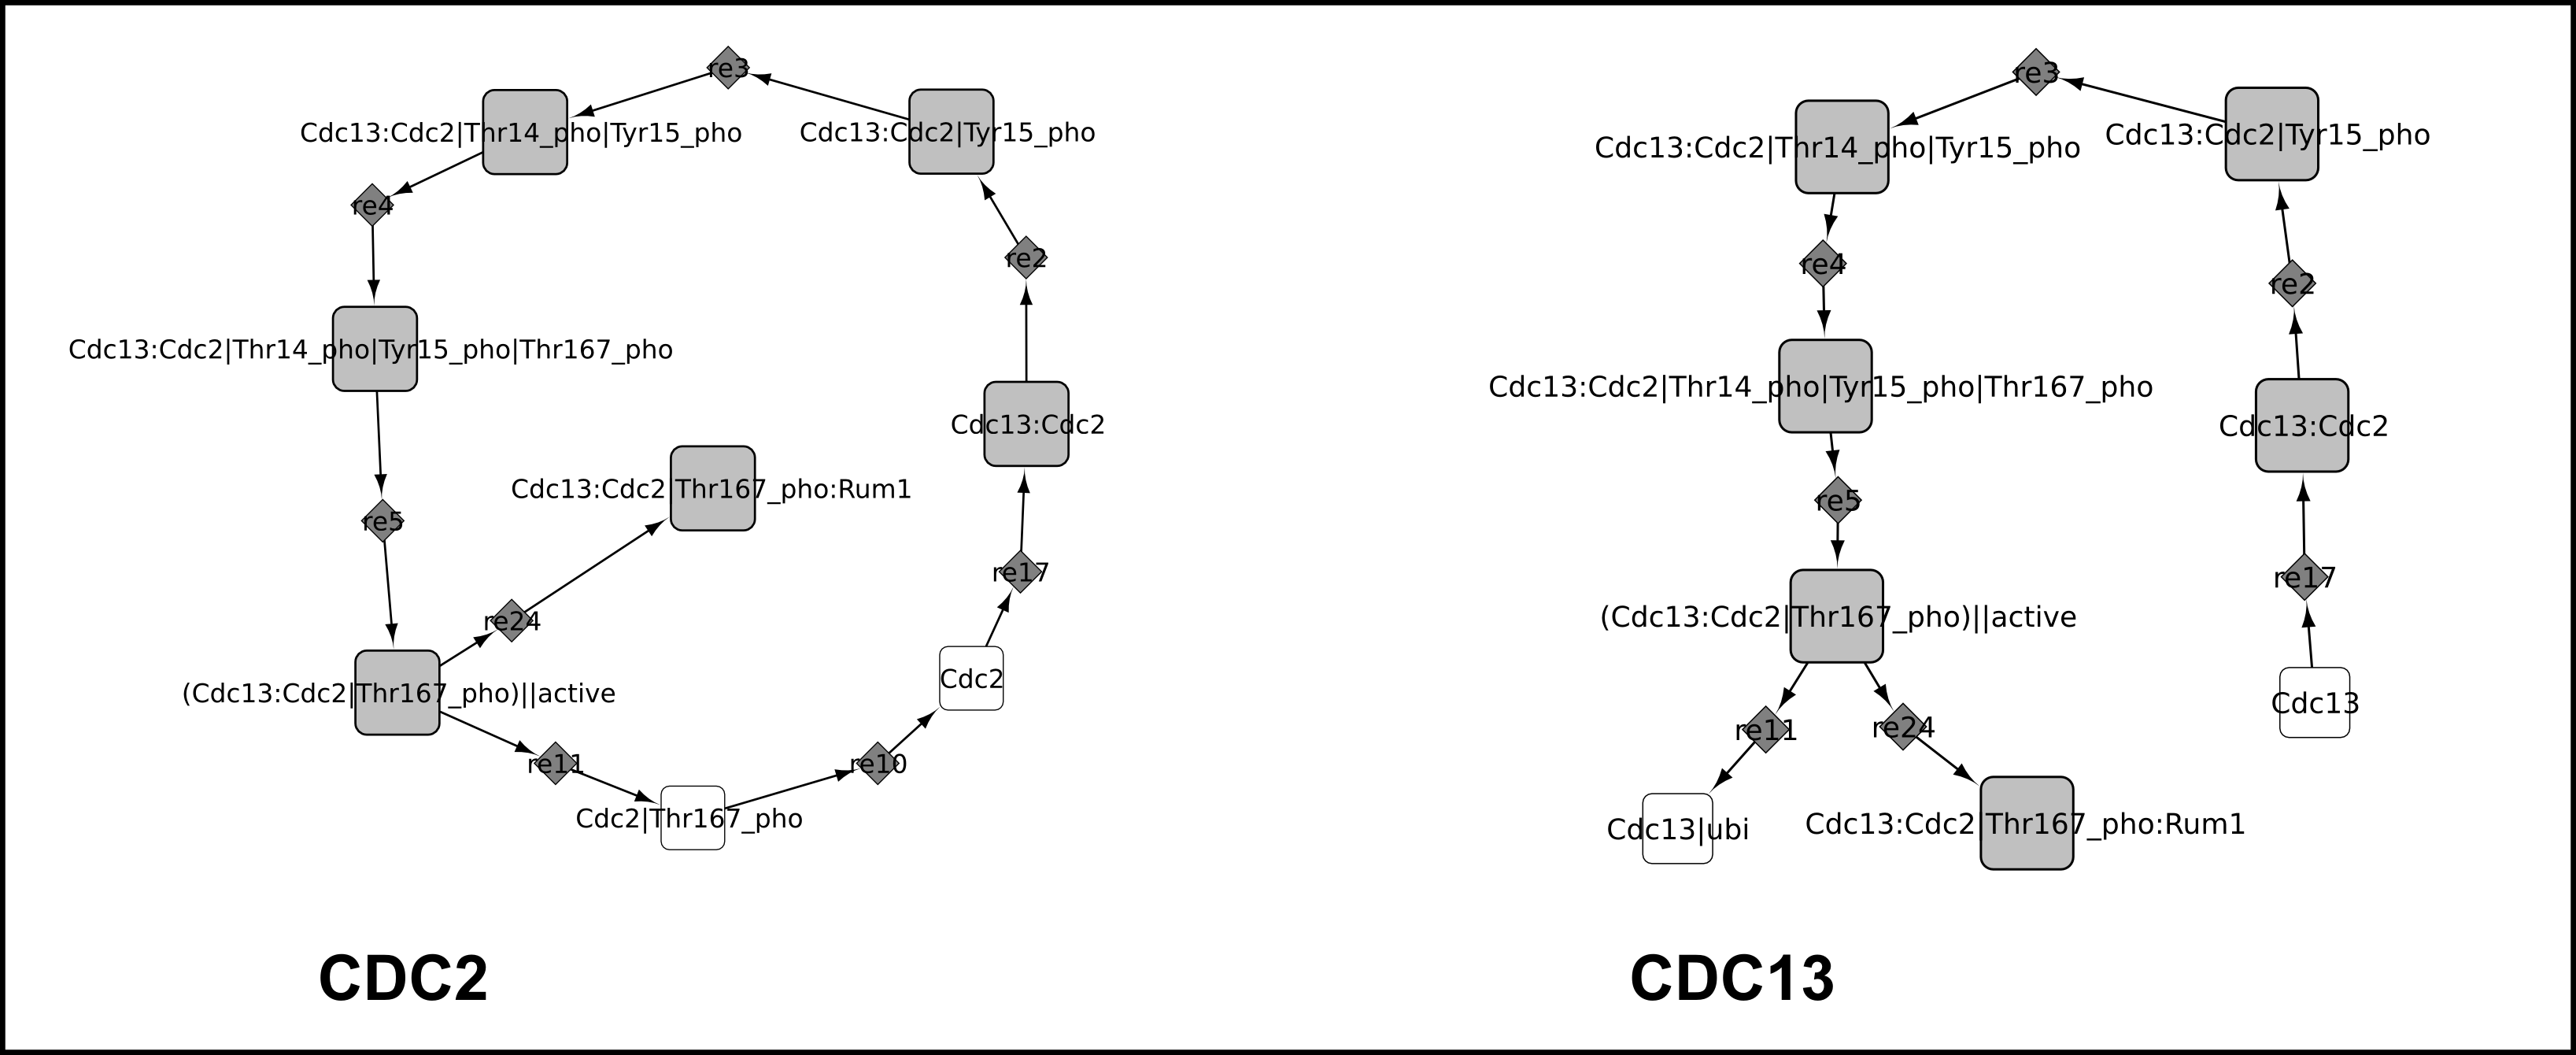 re3
Cdc13:Cdc2|Thr14_pho|Tyr15_pho
Cdc13:Cdc2|Tyr15_pho
re4
re2
Cdc13:Cdc2|Thr14_pho|Tyr15_pho|Thr167_pho
Cdc13:Cdc2
Cdc13:Cdc2|Thr167_pho:Rum1
re5
re17
re24
(Cdc13:Cdc2|Thr167_pho)||active
Cdc2
re11
re10
Cdc2|Thr167_pho
CDC2
re3
Cdc13:Cdc2|Thr14_pho|Tyr15_pho
Cdc13:Cdc2|Tyr15_pho
re4
re2
Cdc13:Cdc2|Thr14_pho|Tyr15_pho|Thr167_pho
Cdc13:Cdc2
re5
re17
(Cdc13:Cdc2|Thr167_pho)||active
Cdc13
re11
re24
Cdc13|ubi
Cdc13:Cdc2|Thr167_pho:Rum1
CDC13